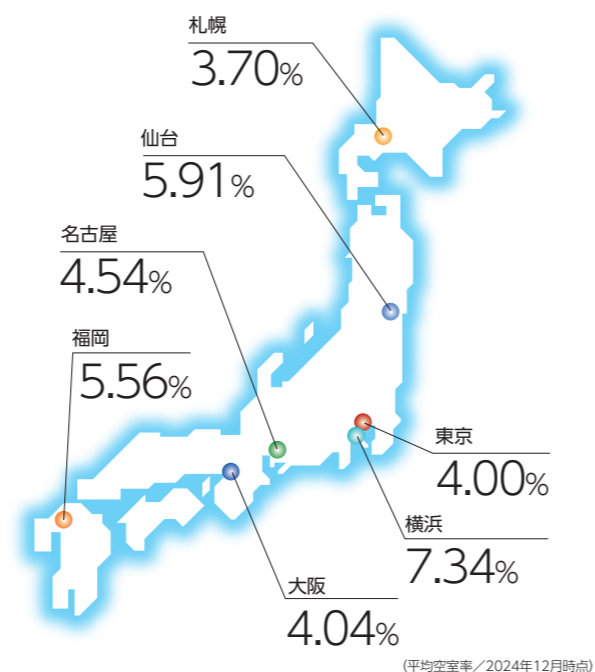 札幌
3.70%
仙台
5.91%
名古屋
4.54%
福岡
5.56%
東京
4.00%
横浜
7.34%
大阪
4.04%
(平均空室率／2024年12月時点)